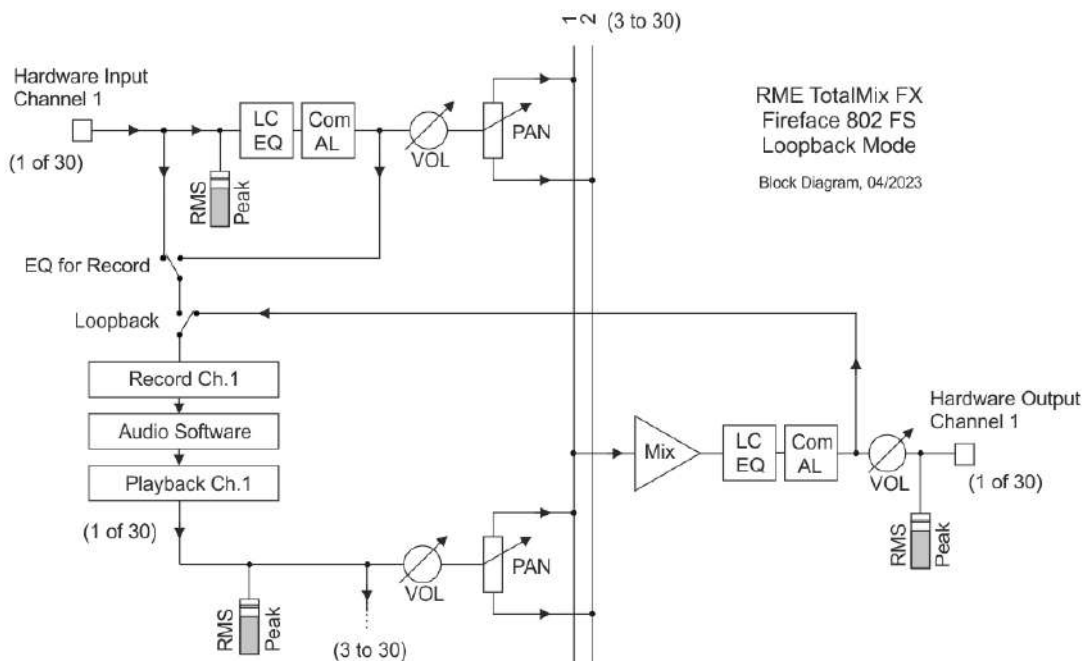 1
2
(3 to 30)
Hardware Input
Channel 1
(1 of 30)
LC
EQ
Com
AL
VOL
PAN
RMS
Peak
RME TotalMix FX
Fireface 802 FS
Loopback Mode
Block Diagram, 04/2023
EQ for Record
Loopback
Record Ch.1
Audio Software
Playback Ch.1
(1 of 30)
RMS
Peak
(3 to 30)
VOL
PAN
Mix
LC
EQ
Com
AL
VOL
Hardware Output
Channel 1
(1 of 30)
RMS
Peak